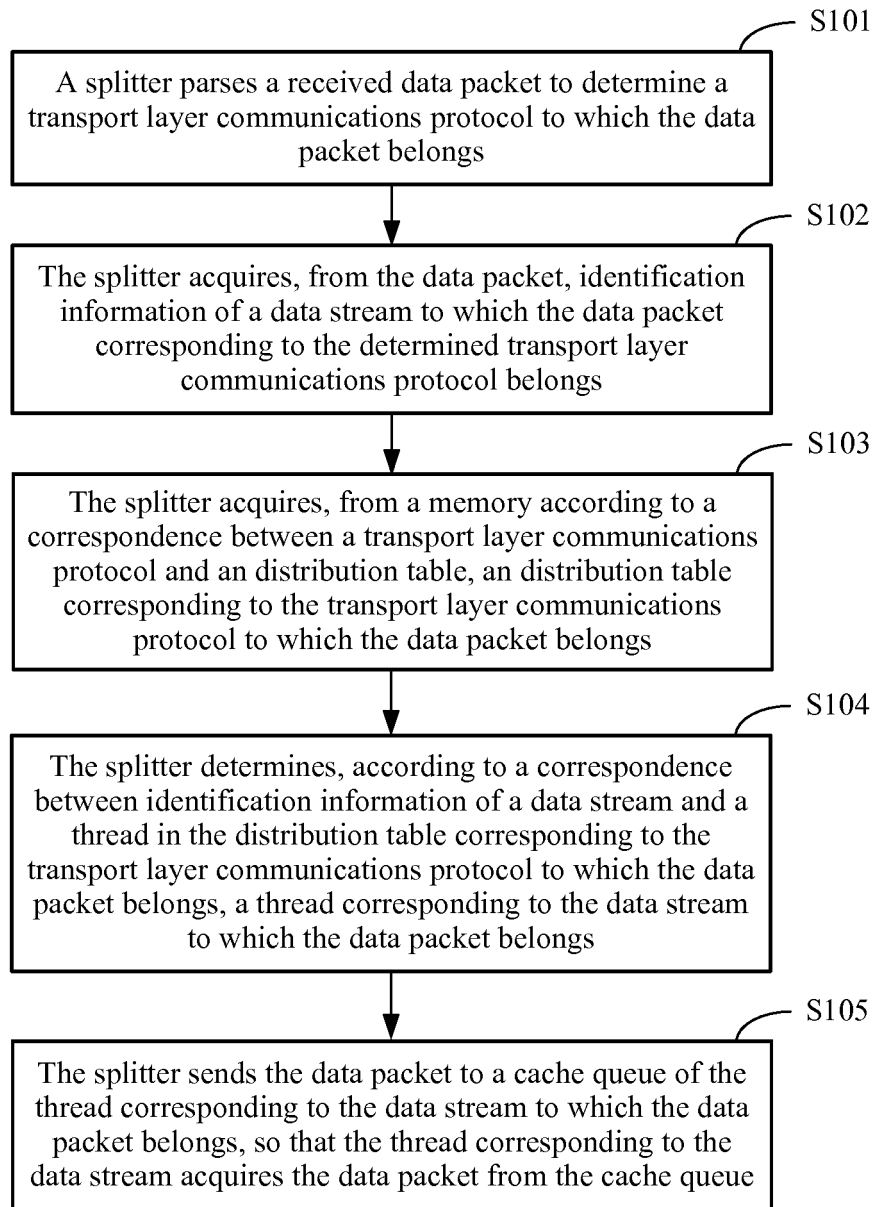 S101
A splitter parses a received data packet to determine a
transport layer communications protocol to which the data
packet belongs
S102
The splitter acquires, from the data packet, identification
information of a data stream to which the data packet
corresponding to the determined transport layer
communications protocol belongs
S103
The splitter acquires, from a memory according to a
correspondence between a transport layer communications
protocol and an distribution table, an distribution table
corresponding to the transport layer communications
protocol to which the data packet belongs
S104
The splitter determines, according to a correspondence
between identification information of a data stream and a
thread in the distribution table corresponding to the
transport layer communications protocol to which the data
packet belongs, a thread corresponding to the data stream
to which the data packet belongs
S105
The splitter sends the data packet to a cache queue of the
thread corresponding to the data stream to which the data
packet belongs, so that the thread corresponding to the
data stream acquires the data packet from the cache queue